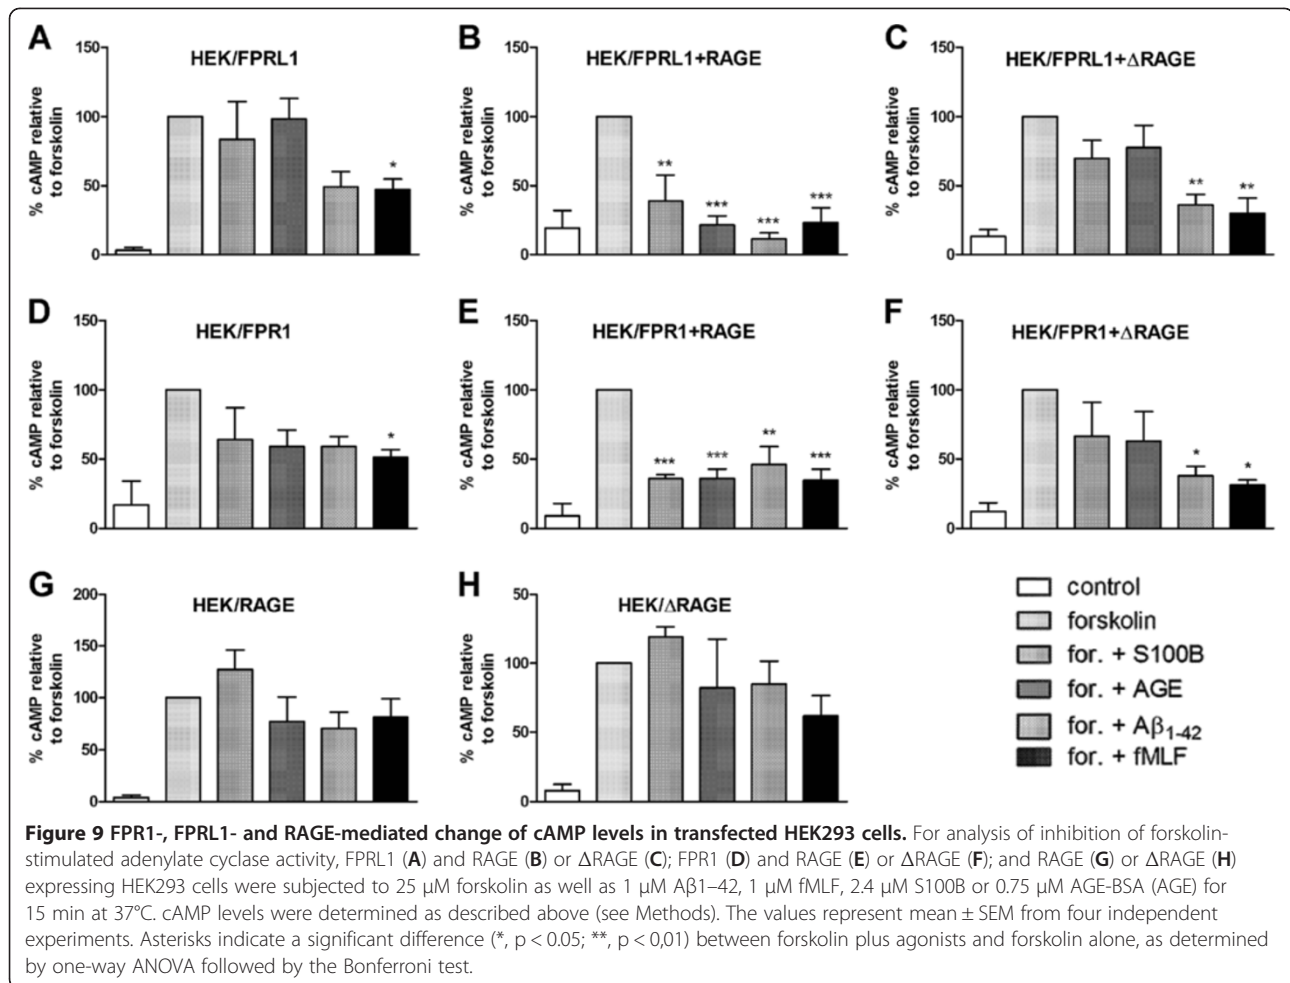 A
HEK/FPRL1
% cAMP relative
to forskolin
150
100
50
0
*
B
HEK/FPRL1+RAGE
% cAMP relative
to forskolin
150
100
50
0
**
***
***
***
C
HEK/FPRL1+ΔRAGE
% cAMP relative
to forskolin
150
100
50
0
**
**
D
HEK/FPR1
% cAMP relative
to forskolin
150
100
50
0
*
E
HEK/FPR1+RAGE
% cAMP relative
to forskolin
150
100
50
0
***
***
**
***
F
HEK/FPR1+ΔRAGE
% cAMP relative
to forskolin
150
100
50
0
*
*
G
HEK/RAGE
% cAMP relative
to forskolin
200
150
100
50
0
H
HEK/ΔRAGE
% cAMP relative
to forskolin
50
100
50
0
control
forskolin
for. + S100B
for. + AGE
for. + Aβ1-42
for. + fMLF
Figure 9 FPR1-, FPRL1- and RAGE-mediated change of cAMP levels in transfected HEK293 cells. For analysis of inhibition of forskolin-
stimulated adenylate cyclase activity, FPRL1 (A) and RAGE (B) or ΔRAGE (C); FPR1 (D) and RAGE (E) or ΔRAGE (F); and RAGE (G) or ΔRAGE (H)
expressing HEK293 cells were subjected to 25 μM forskolin as well as 1 μM Aβ1–42, 1 μM fMLF, 2.4 μM S100B or 0.75 μM AGE-BSA (AGE) for
15 min at 37°C. cAMP levels were determined as described above (see Methods). The values represent mean ± SEM from four independent
experiments. Asterisks indicate a significant difference (*, p < 0.05; **, p < 0,01) between forskolin plus agonists and forskolin alone, as determined
by one-way ANOVA followed by the Bonferroni test.